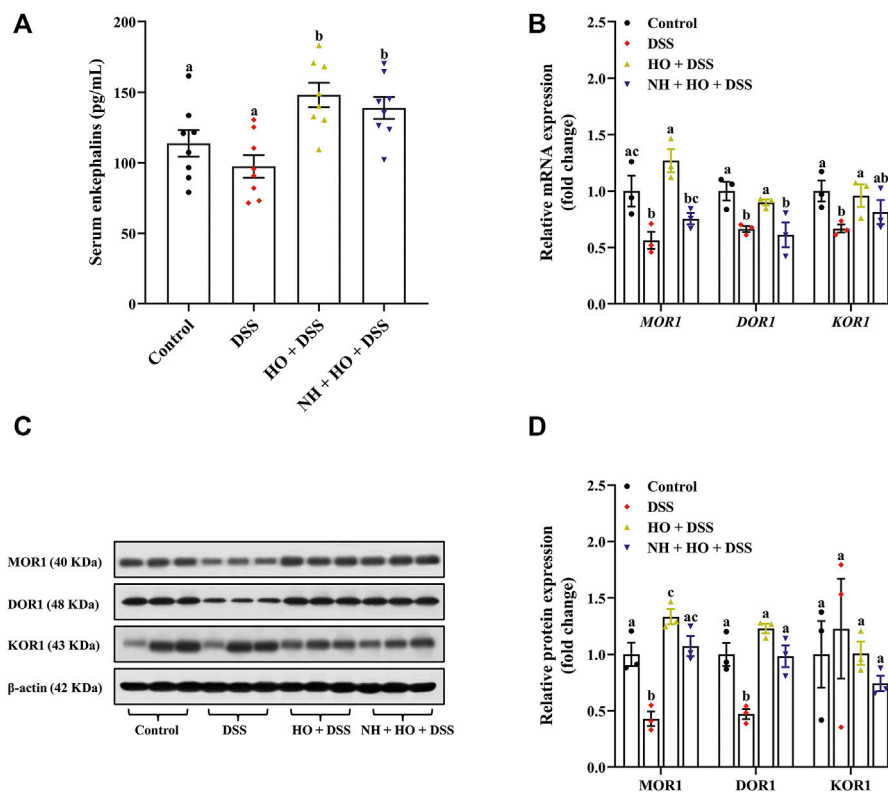 A
Serum enkephalins (pg/mL)
200
150
100
50
0
a
a
b
b
Control
DSS
HO + DSS
NH + HO + DSS
B
Relative mRNA expression
(fold change)
2.5
2.0
1.5
1.0
0.5
0.0
Control
DSS
HO + DSS
NH + HO + DSS
ac
b
a
bc
a
b
a
b
a
b
a
ab
MOR1
DOR1
KOR1
C
MOR1 (40 KDa)
DOR1 (48 KDa)
KOR1 (43 KDa)
β-actin (42 KDa)
Control
DSS
HO + DSS
NH + HO + DSS
D
Relative protein expression
(fold change)
2.5
2.0
1.5
1.0
0.5
0.0
Control
DSS
HO + DSS
NH + HO + DSS
a
b
c
ac
a
b
a
a
a
a
a
a
MOR1
DOR1
KOR1